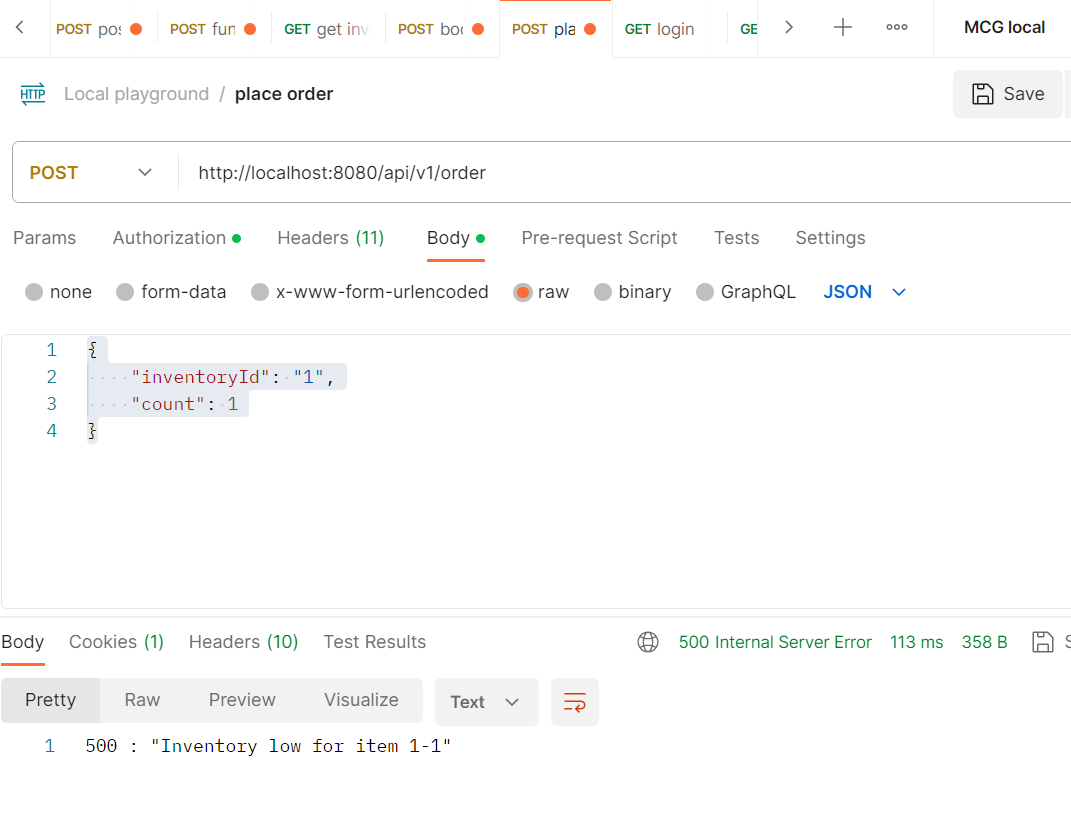 POST pos POST fun GET get inv POST boo POST pla GET login GE MCG local
HTTP Local playground / place order Save
POST http://localhost:8080/api/v1/order
Params Authorization Headers (11) Body Pre-request Script Tests Settings
none form-data x-www-form-urlencoded raw binary GraphQL JSON
1 {
2 "inventoryId": "1",
3 "count": 1
4 }
Body Cookies (1) Headers (10) Test Results 500 Internal Server Error 113 ms 358 B S
Pretty Raw Preview Visualize Text
1 500 : "Inventory low for item 1-1"